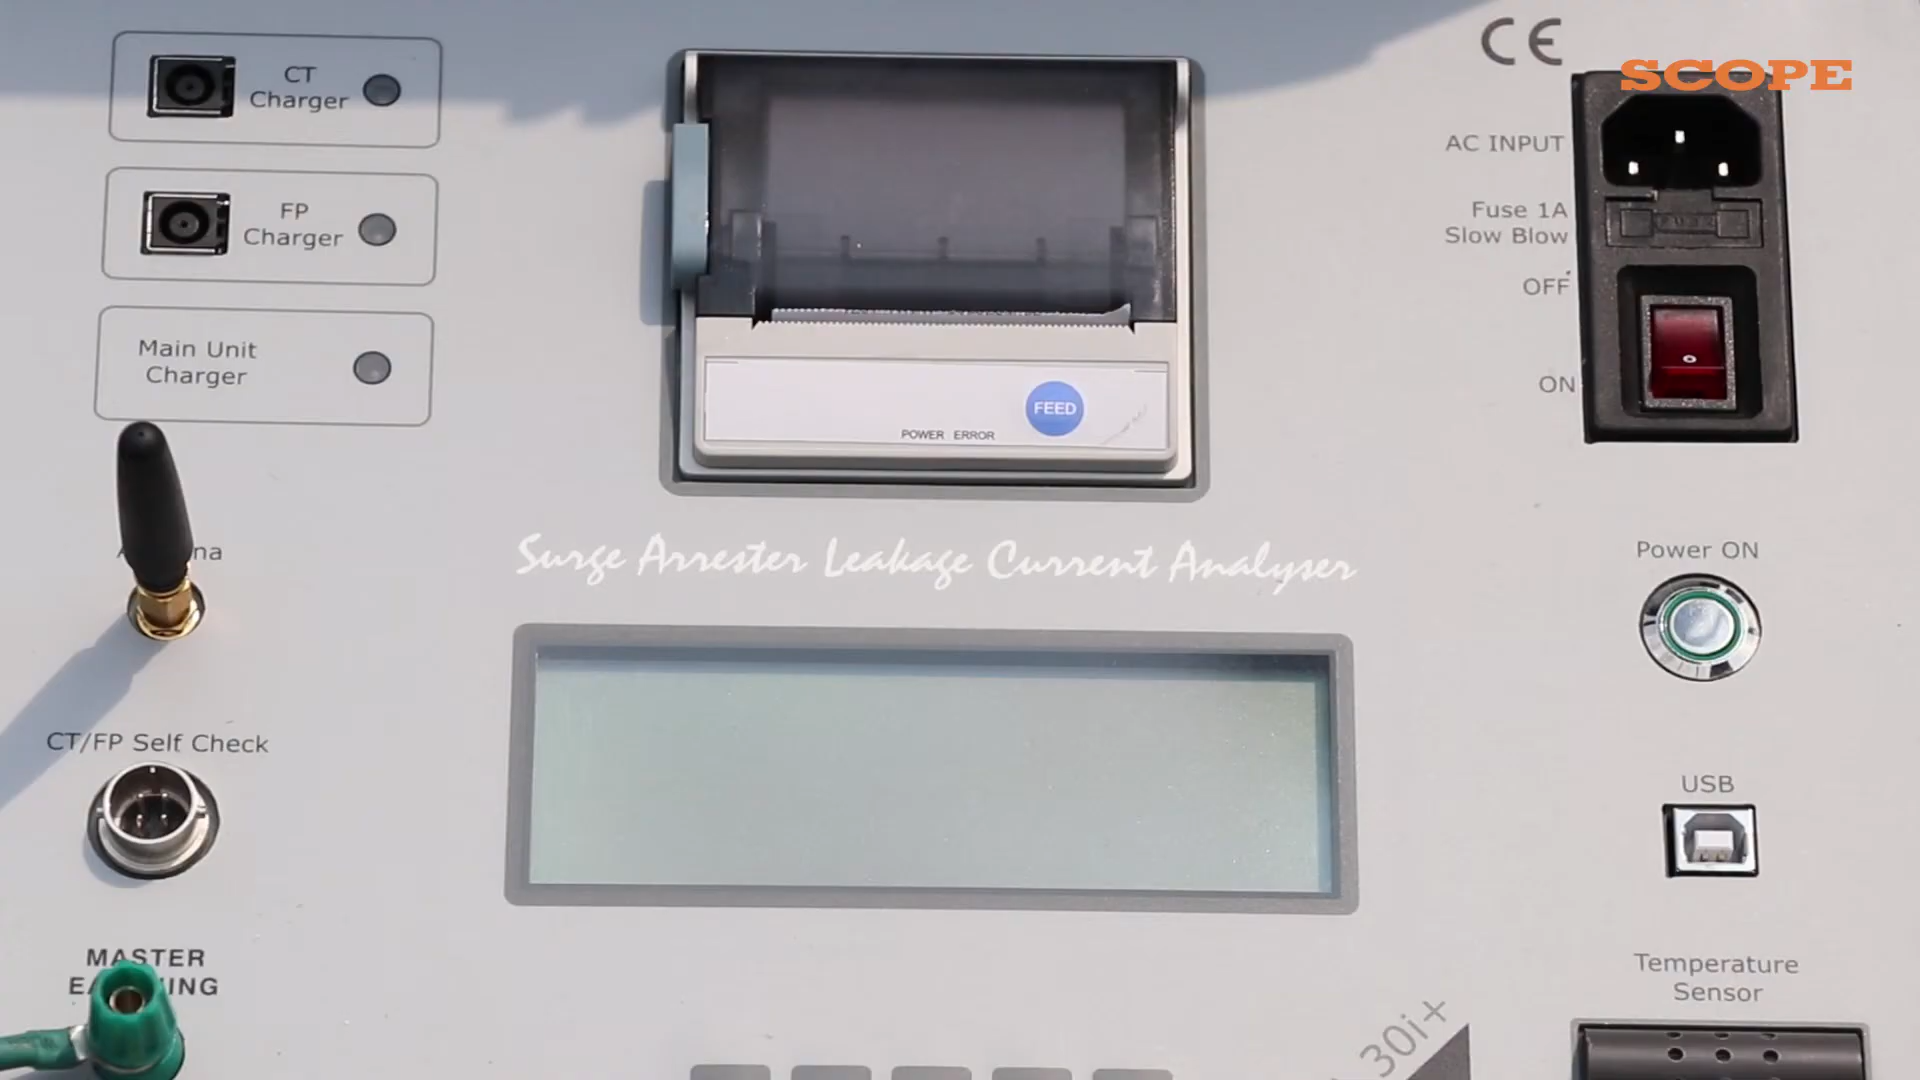 CT
Charger
FP
Charger
Main Unit
Charger
CE
SCOPE
AC INPUT
Fuse 1A
Slow Blow
OFF
ON
FEED
POWER ERROR
Surge Arrester Leakage Current Analyser
Power ON
CT/FP Self Check
USB
MASTER
Temperature
Sensor
30i+